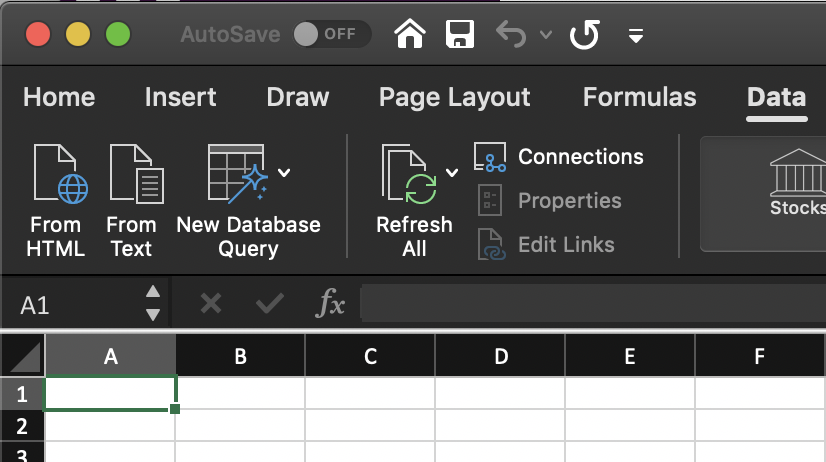 AutoSave OFF
Home Insert Draw Page Layout Formulas Data
From HTML
From Text
New Database Query
Refresh All
Connections
Properties
Edit Links
Stocks
A1 fx
A B C D E F
1
2
3